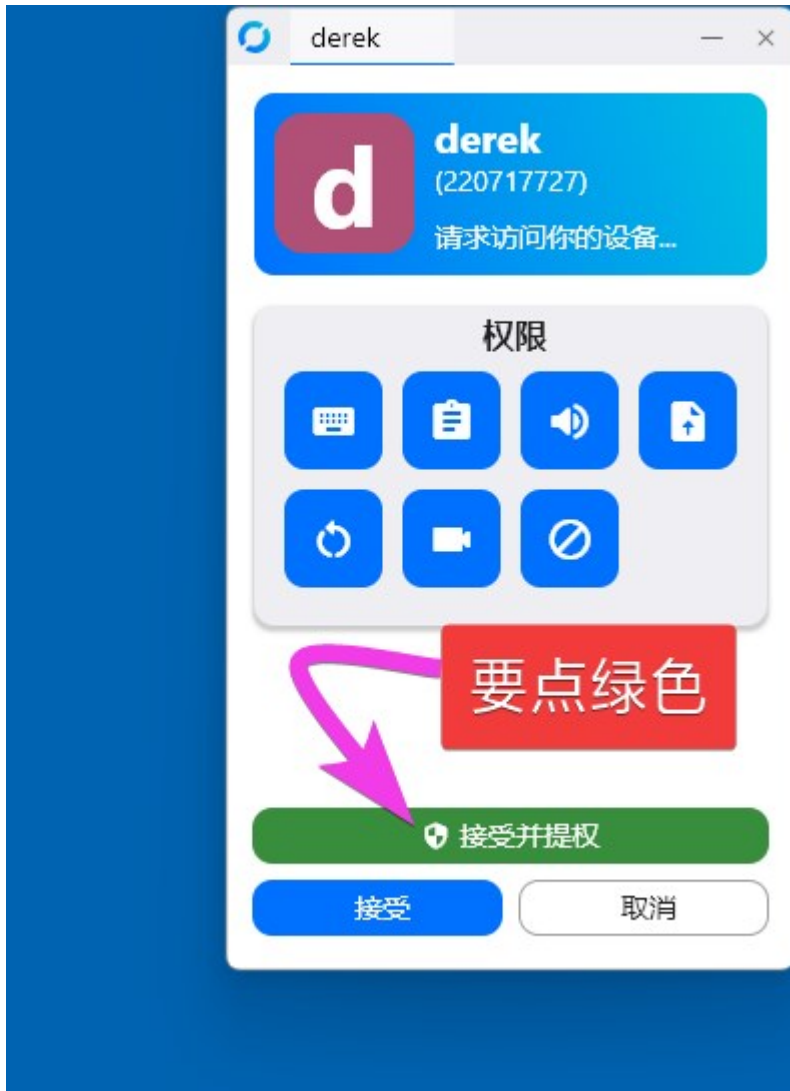 derek
d
derek
(220717727)
请求访问你的设备...
权限
要点绿色
接受并提权
接受
取消